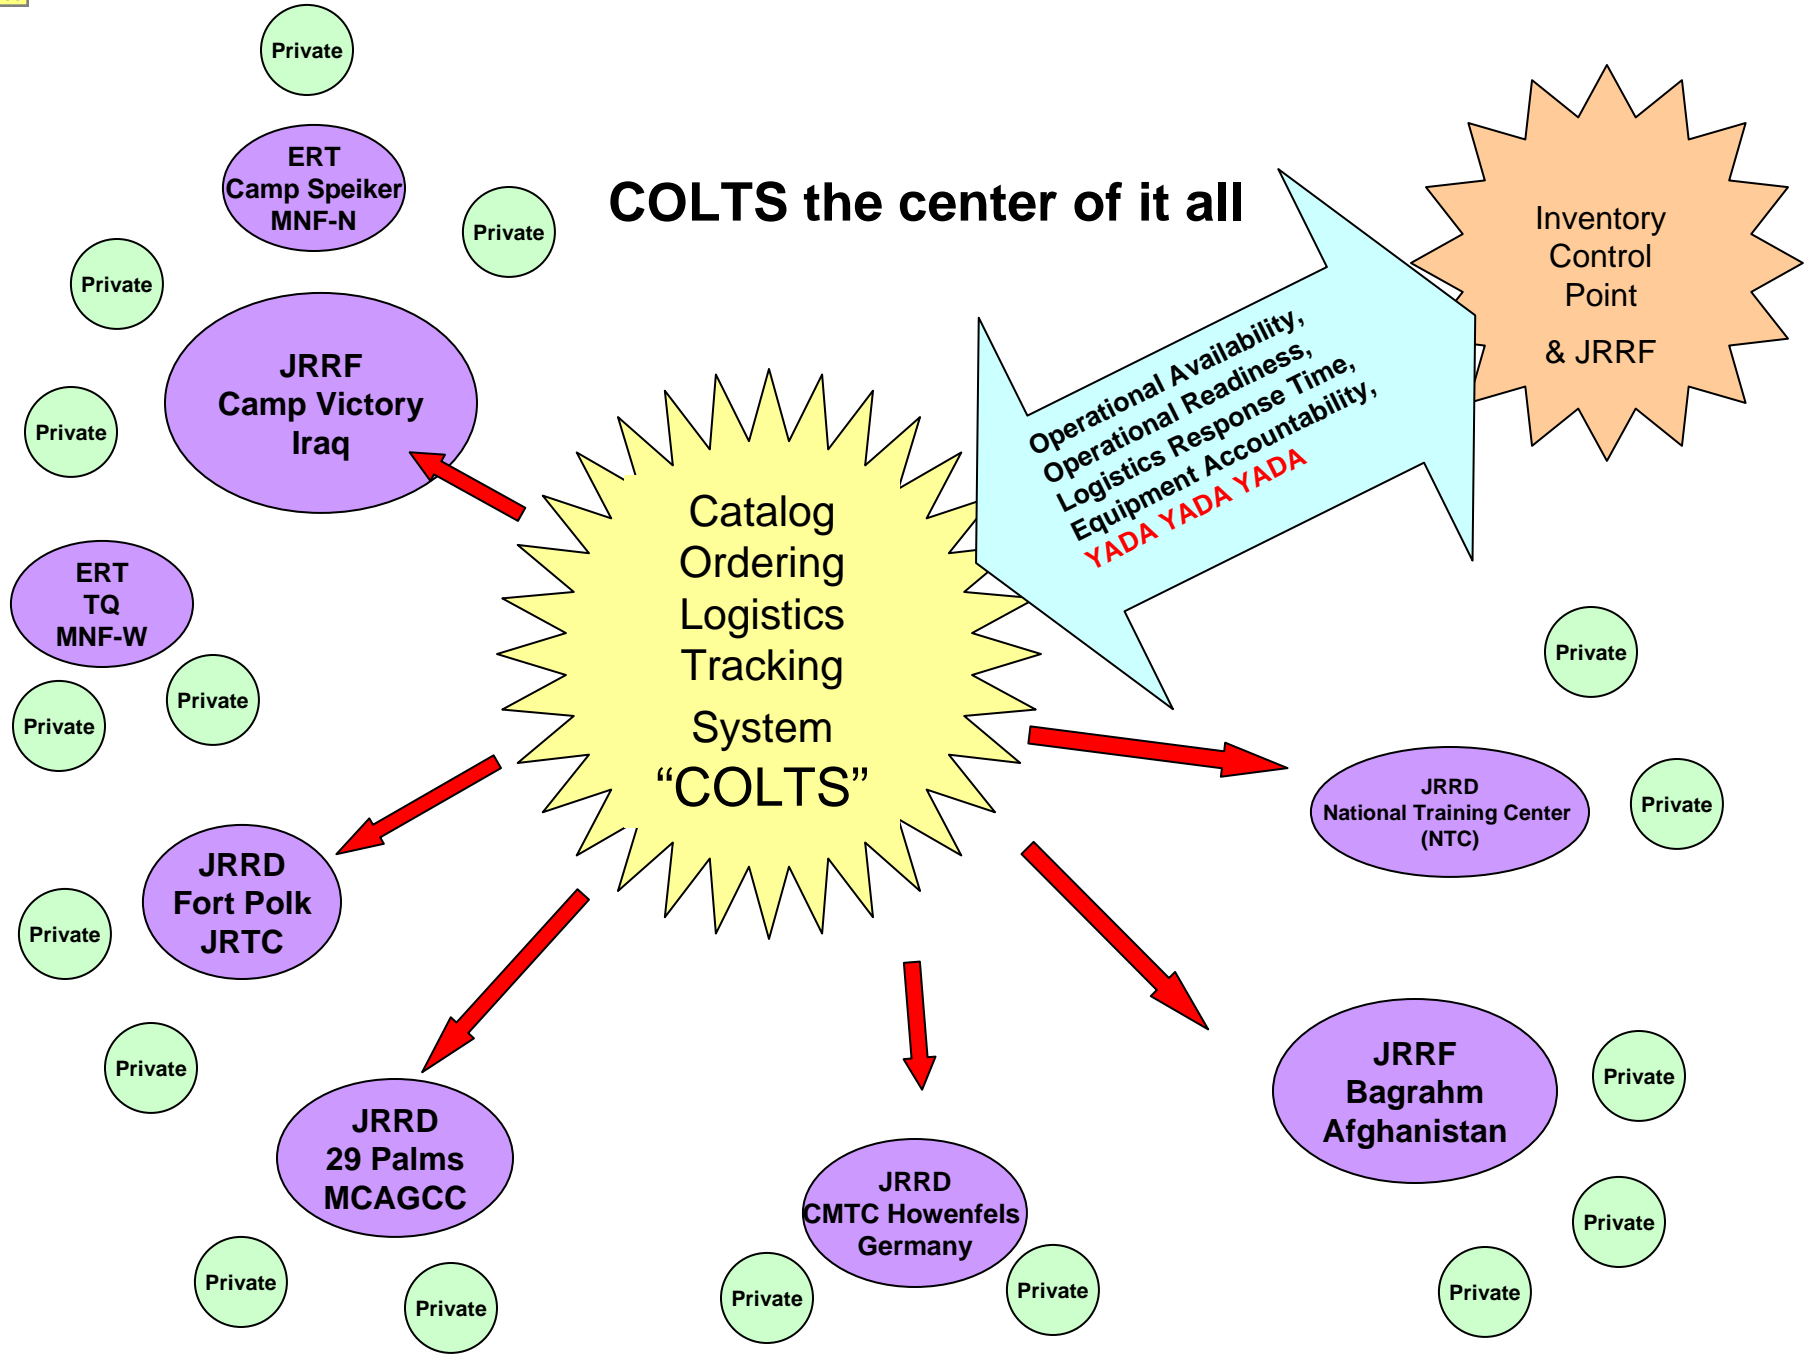 Private
ERT
Camp Speiker
MNF-N
COLTS the center of it all
Private
Private
Inventory
Control
Point
& JRRF
JRRF
Camp Victory
Iraq
Private
Operational Availability,
Operational Readiness,
Logistics Response Time,
Equipment Accountability,
YADA YADA YADA
Catalog
Ordering
Logistics
Tracking
System
“COLTS”
ERT
TQ
MNF-W
Private
Private
Private
JRRD
National Training Center
(NTC)
Private
JRRD
Fort Polk
JRTC
Private
Private
JRRD
29 Palms
MCAGCC
JRRF
Bagrahm
Afghanistan
Private
JRRD
CMTC Howenfels
Germany
Private
Private
Private
Private
Private
Private